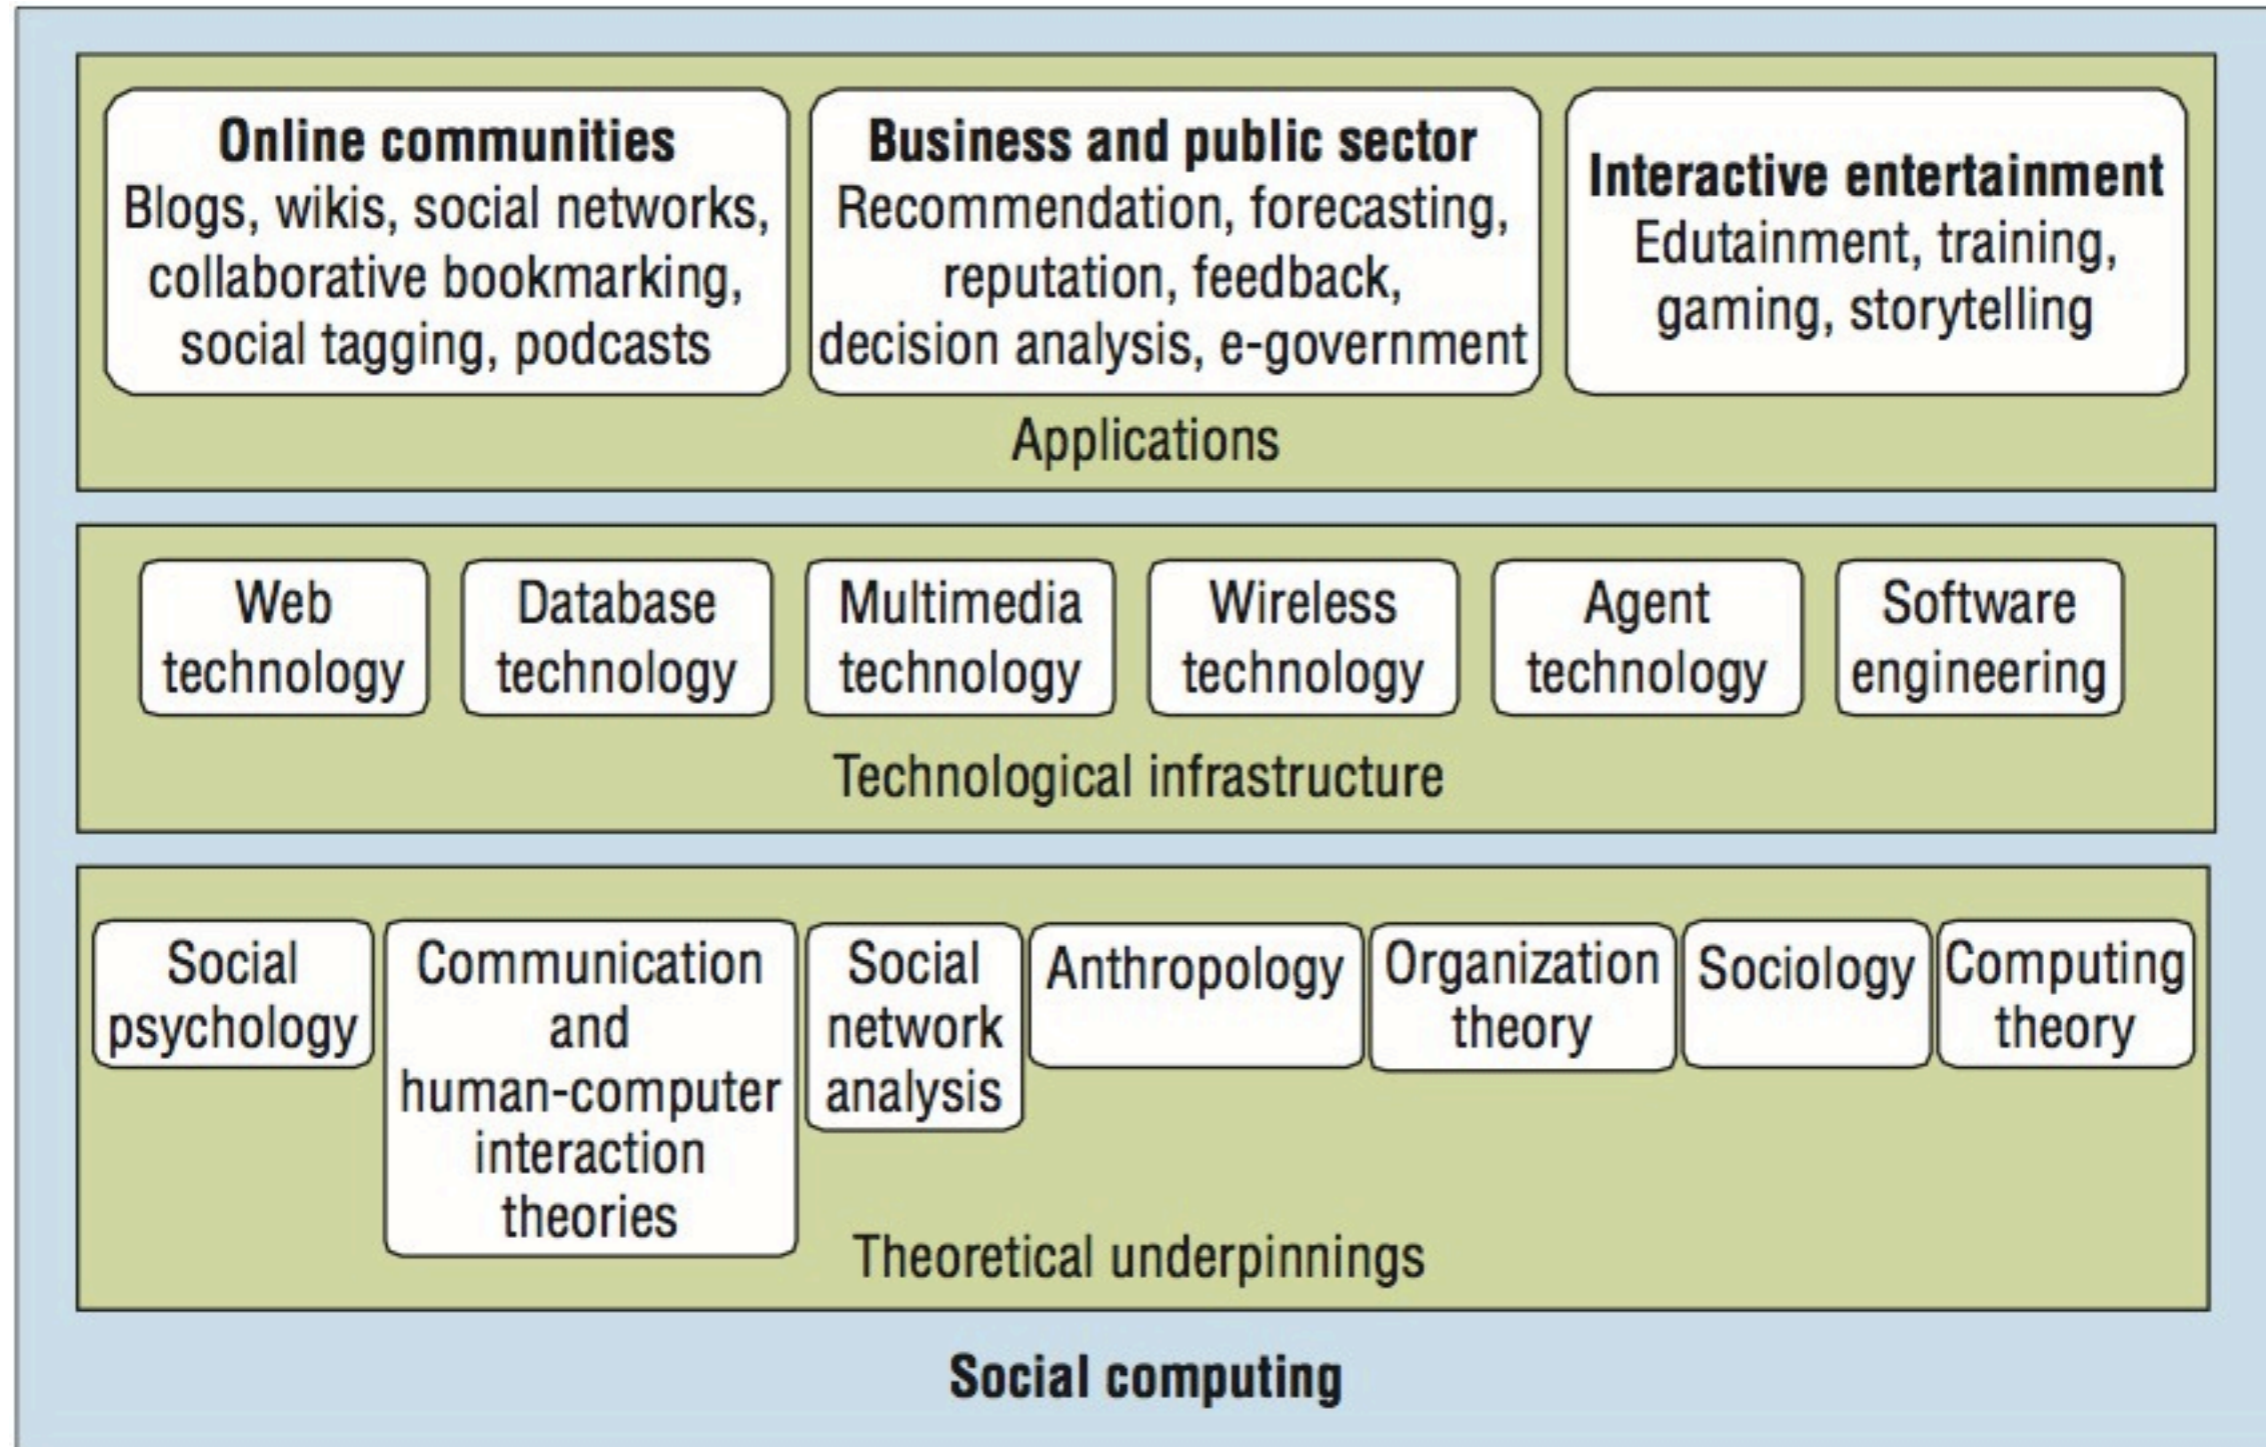 Online communities
Blogs, wikis, social networks,
collaborative bookmarking,
social tagging, podcasts
Business and public sector
Recommendation, forecasting,
reputation, feedback,
decision analysis, e-government
Interactive entertainment
Edutainment, training,
gaming, storytelling
Applications
Web
technology
Database
technology
Multimedia
technology
Wireless
technology
Agent
technology
Software
engineering
Technological infrastructure
Social
psychology
Communication
and
human-computer
interaction
theories
Social
network
analysis
Anthropology
Organization
theory
Sociology
Computing
theory
Theoretical underpinnings
Social computing